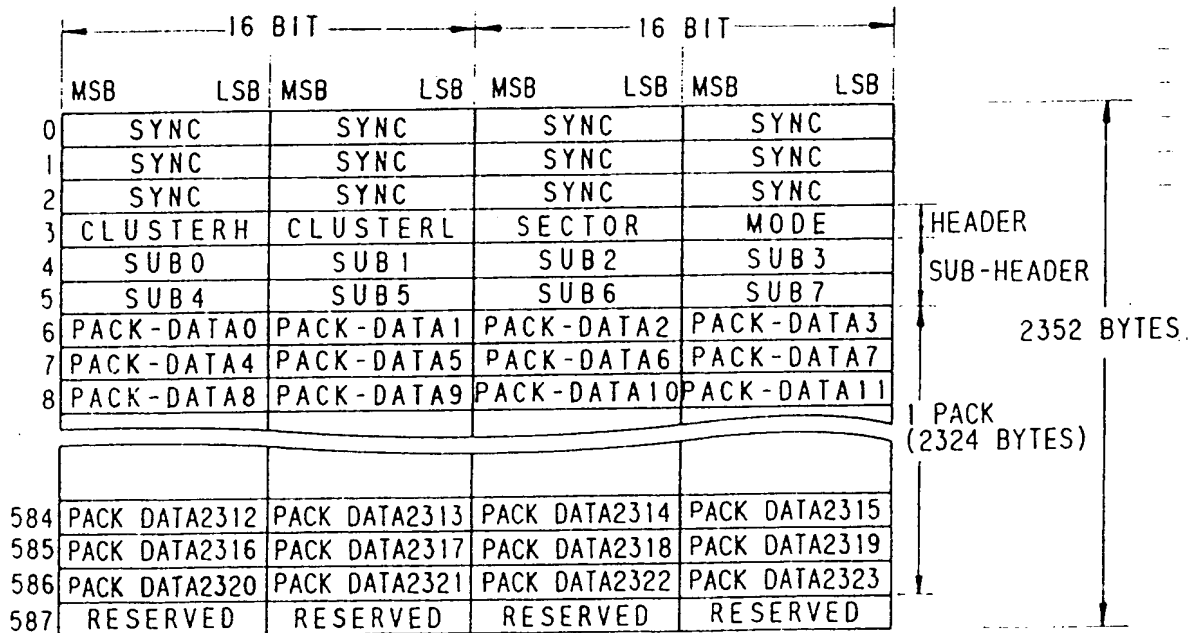 16 BIT 16 BIT
MSB LSB MSB LSB MSB LSB MSB LSB
0 SYNC SYNC SYNC SYNC
1 SYNC SYNC SYNC SYNC
2 SYNC SYNC SYNC SYNC
3 CLUSTERH CLUSTERL SECTOR MODE HEADER
4 SUB0 SUB1 SUB2 SUB3 SUB-HEADER
5 SUB4 SUB5 SUB6 SUB7
6 PACK-DATA0 PACK-DATA1 PACK-DATA2 PACK-DATA3 2352 BYTES
7 PACK-DATA4 PACK-DATA5 PACK-DATA6 PACK-DATA7
8 PACK-DATA8 PACK-DATA9 PACK-DATA10 PACK-DATA11
1 PACK
(2324 BYTES)
584 PACK DATA2312 PACK DATA2313 PACK DATA2314 PACK DATA2315
585 PACK DATA2316 PACK DATA2317 PACK DATA2318 PACK DATA2319
586 PACK DATA2320 PACK DATA2321 PACK DATA2322 PACK DATA2323
587 RESERVED RESERVED RESERVED RESERVED